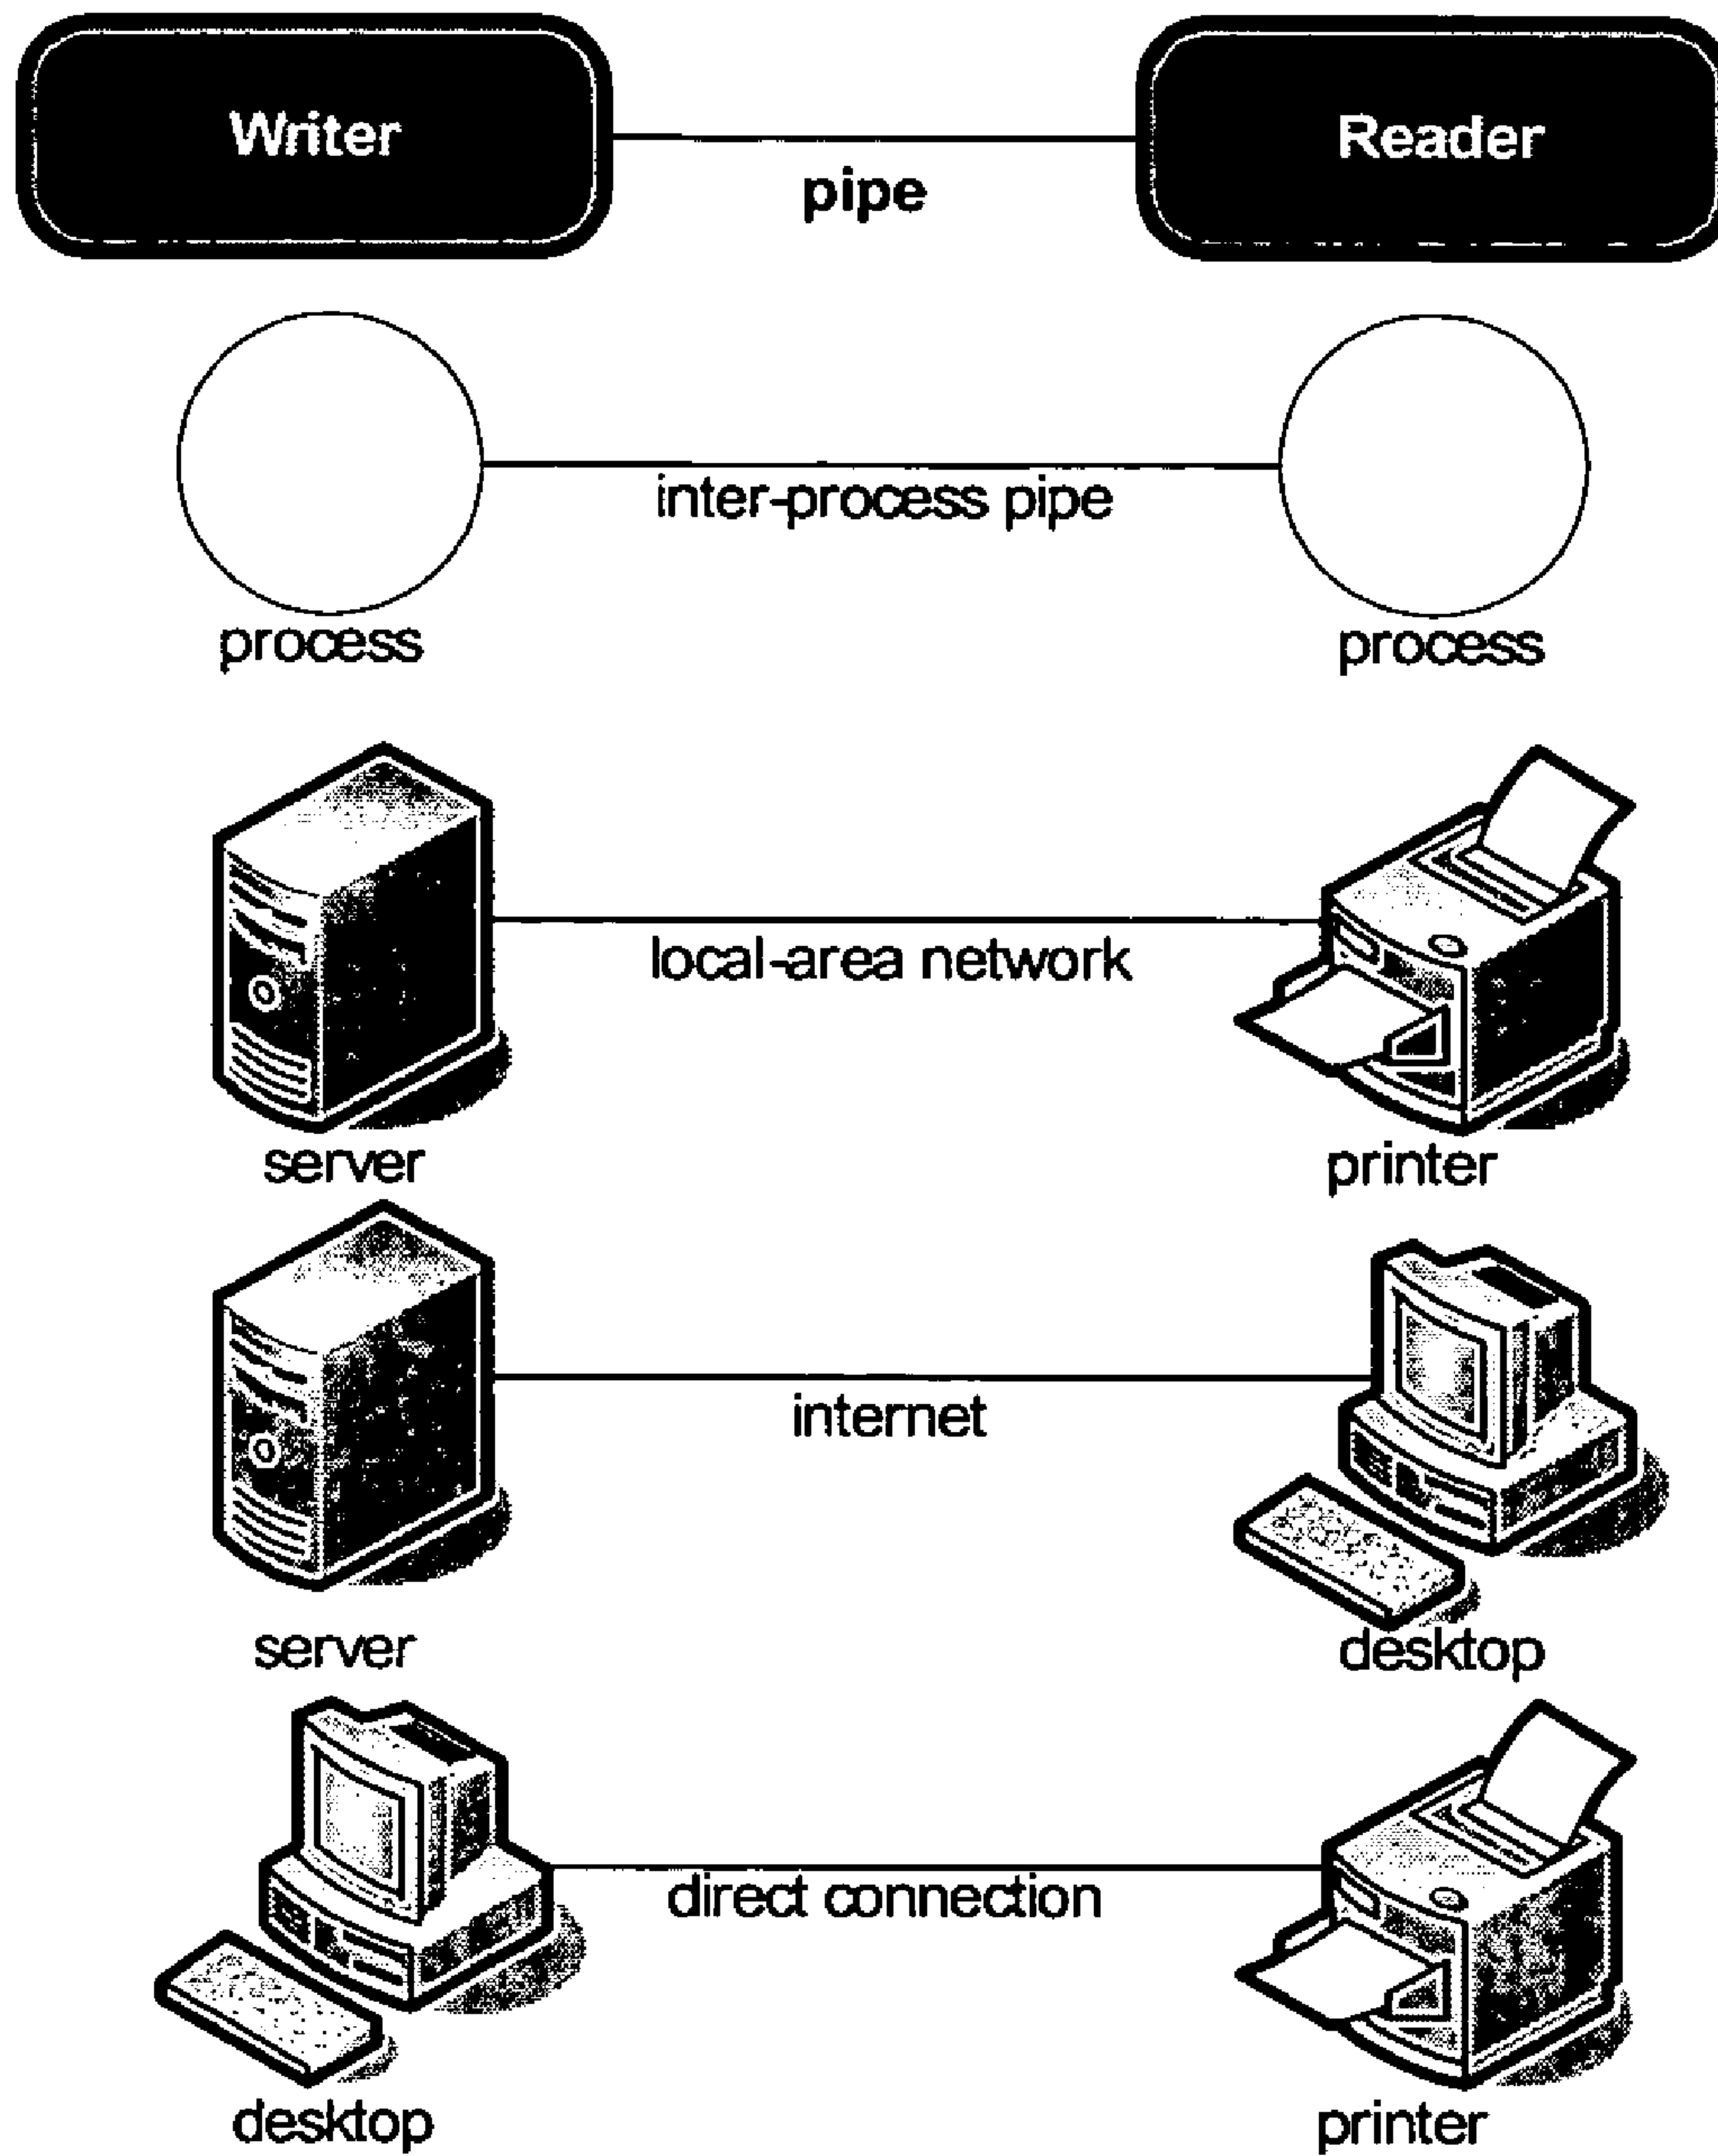 Writer
pipe
Reader
inter-process pipe
process
process
local-area network
server
printer
internet
server
desktop
direct connection
desktop
printer